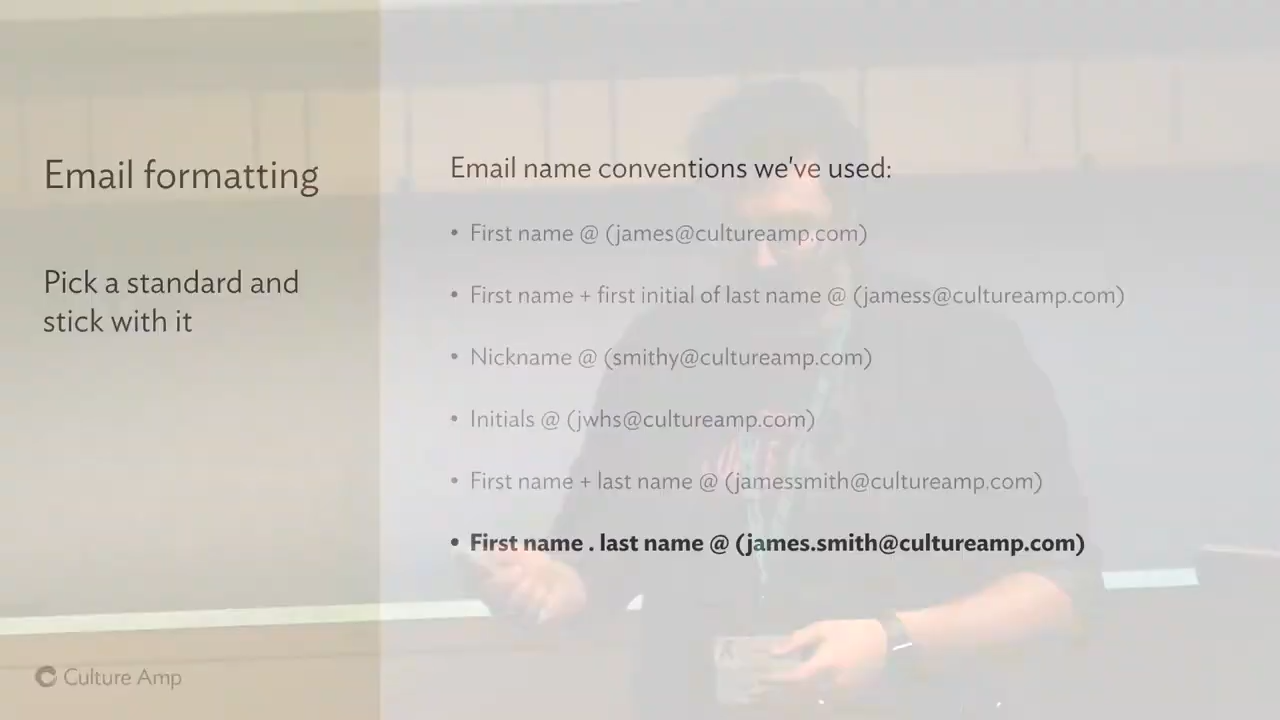 Email formatting
Pick a standard and
stick with it
Email name conventions we've used:
• First name @ (james@cultureamp.com)
• First name + first initial of last name @ (jamess@cultureamp.com)
• Nickname @ (smithy@cultureamp.com)
• Initials @ (jwhs@cultureamp.com)
• First name + last name @ (jamessmith@cultureamp.com)
• First name . last name @ (james.smith@cultureamp.com)
Culture Amp